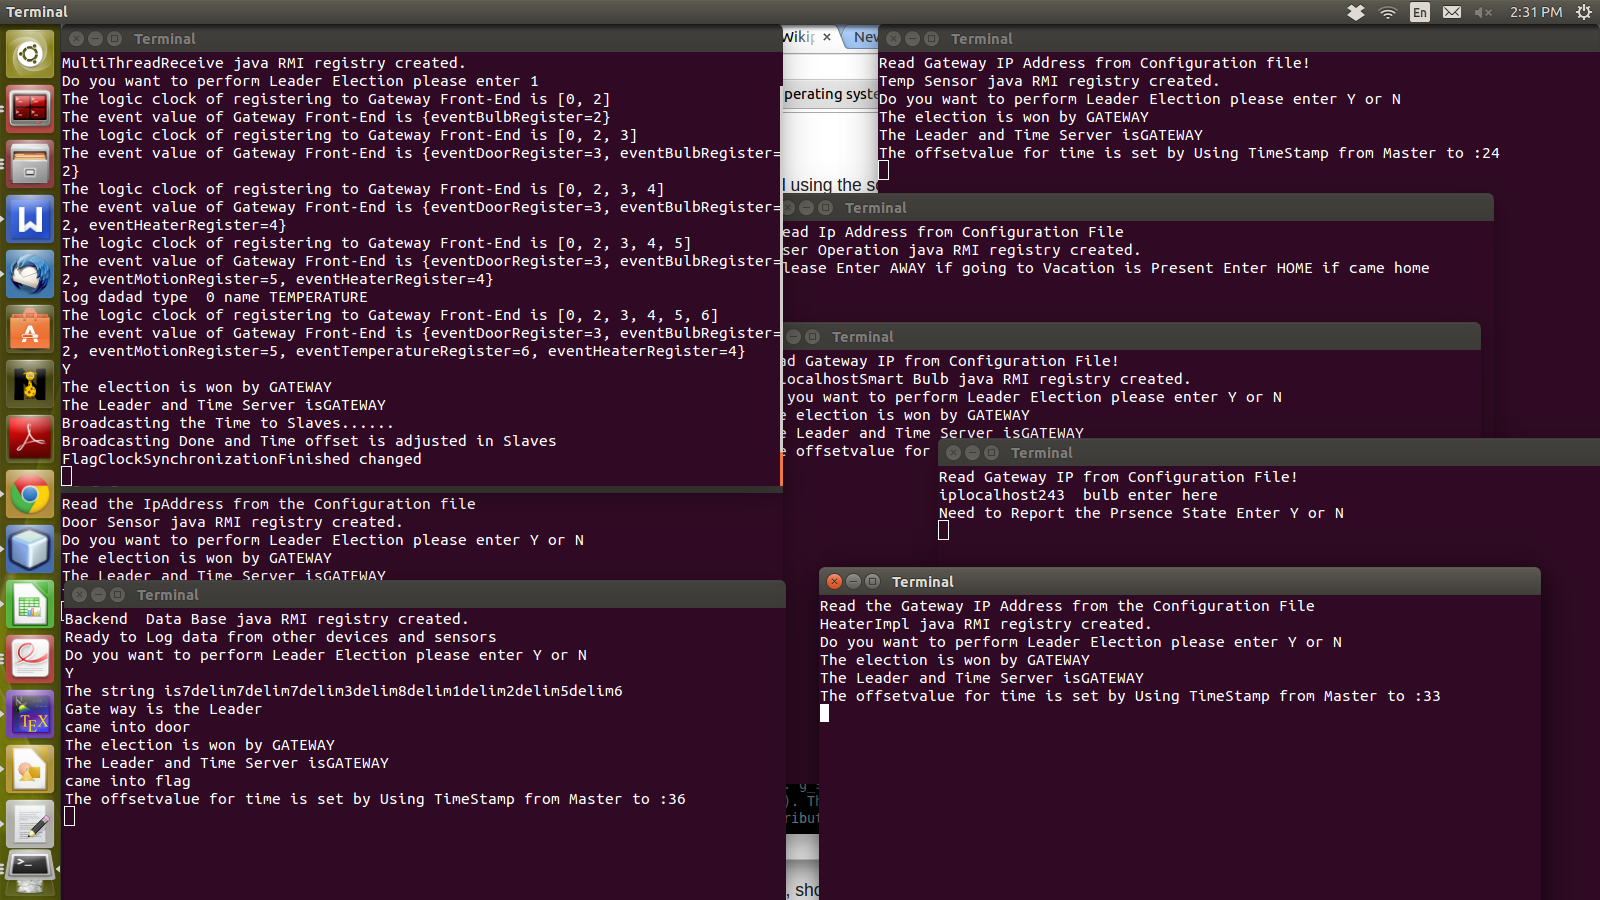 Terminal
En
2:31 PM
Terminal
MultiThreadReceive java RMI registry created.
Do you want to perform Leader Election please enter 1
The logic clock of registering to Gateway Front-End is [0, 2]
The event value of Gateway Front-End is {eventBulbRegister=2}
The logic clock of registering to Gateway Front-End is [0, 2, 3]
The event value of Gateway Front-End is {eventDoorRegister=3, eventBulbRegister=
2}
The logic clock of registering to Gateway Front-End is [0, 2, 3, 4]
The event value of Gateway Front-End is {eventDoorRegister=3, eventBulbRegister=
2, eventHeaterRegister=4}
The logic clock of registering to Gateway Front-End is [0, 2, 3, 4, 5]
The event value of Gateway Front-End is {eventDoorRegister=3, eventBulbRegister=
2, eventMotionRegister=5, eventHeaterRegister=4}
log dadad type  0 name TEMPERATURE
The logic clock of registering to Gateway Front-End is [0, 2, 3, 4, 5, 6]
The event value of Gateway Front-End is {eventDoorRegister=3, eventBulbRegister=
2, eventMotionRegister=5, eventTemperatureRegister=6, eventHeaterRegister=4}
Y
The election is won by GATEWAY
The Leader and Time Server isGATEWAY
Broadcasting the Time to Slaves......
Broadcasting Done and Time offset is adjusted in Slaves
FlagClockSynchronizationFinished changed
Read the IpAddress from the Configuration file
Door Sensor java RMI registry created.
Do you want to perform Leader Election please enter Y or N
The election is won by GATEWAY
The Leader and Time Server isGATEWAY
Terminal
Backend  Data Base java RMI registry created.
Ready to Log data from other devices and sensors
Do you want to perform Leader Election please enter Y or N
Y
The string is7delim7delim7delim3delim8delim1delim2delim5delim6
Gate way is the Leader
came into door
The election is won by GATEWAY
The Leader and Time Server isGATEWAY
came into flag
The offsetvalue for time is set by Using TimeStamp from Master to :36
Wikip
New
perating syste
l using the so
Terminal
Read Gateway IP Address from Configuration file!
Temp Sensor java RMI registry created.
Do you want to perform Leader Election please enter Y or N
The election is won by GATEWAY
The Leader and Time Server isGATEWAY
The offsetvalue for time is set by Using TimeStamp from Master to :24
Terminal
ead Ip Address from Configuration File
ser Operation java RMI registry created.
lease Enter AWAY if going to Vacation is Present Enter HOME if came home
Terminal
ad Gateway IP from Configuration File!
LocalhostSmart Bulb java RMI registry created.
you want to perform Leader Election please enter Y or N
e election is won by GATEWAY
e Leader and Time Server isGATEWAY
e offsetvalue for
Terminal
Read Gateway IP from Configuration File!
iplocalhost243  bulb enter here
Need to Report the Prsence State Enter Y or N
Terminal
Read the Gateway IP Address from the Configuration File
HeaterImpl java RMI registry created.
Do you want to perform Leader Election please enter Y or N
The election is won by GATEWAY
The Leader and Time Server isGATEWAY
The offsetvalue for time is set by Using TimeStamp from Master to :33
). Th
ribut
, sho
W
TEX